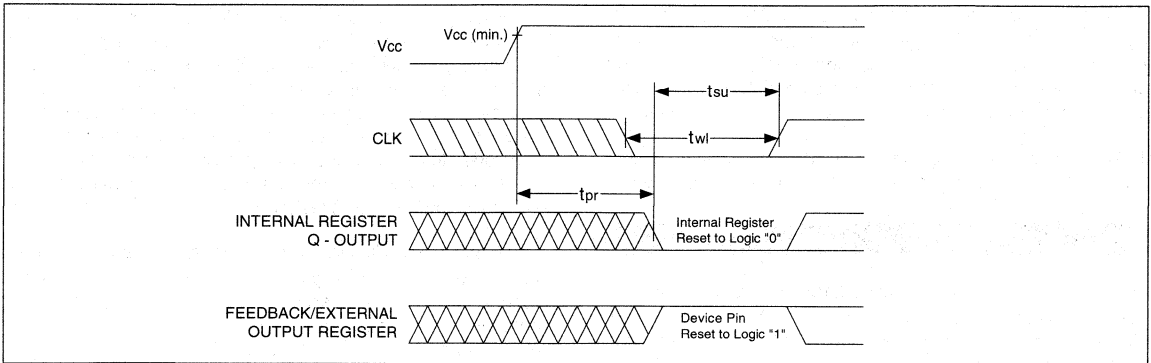 Vcc
Vcc (min.)
tsu
CLK
twl
tpr
INTERNAL REGISTER
Q - OUTPUT
Internal Register
Reset to Logic "0"
FEEDBACK/EXTERNAL
OUTPUT REGISTER
Device Pin
Reset to Logic "1"